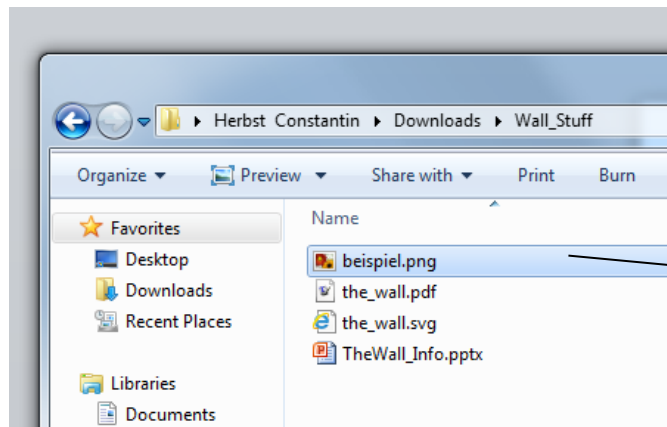 Herbst Constantin Downloads Wall_Stuff
Organize Preview Share with Print Burn
Favorites
Desktop
Downloads
Recent Places
Libraries
Documents
Name
beispiel.png
the_wall.pdf
the_wall.svg
TheWall_Info.pptx